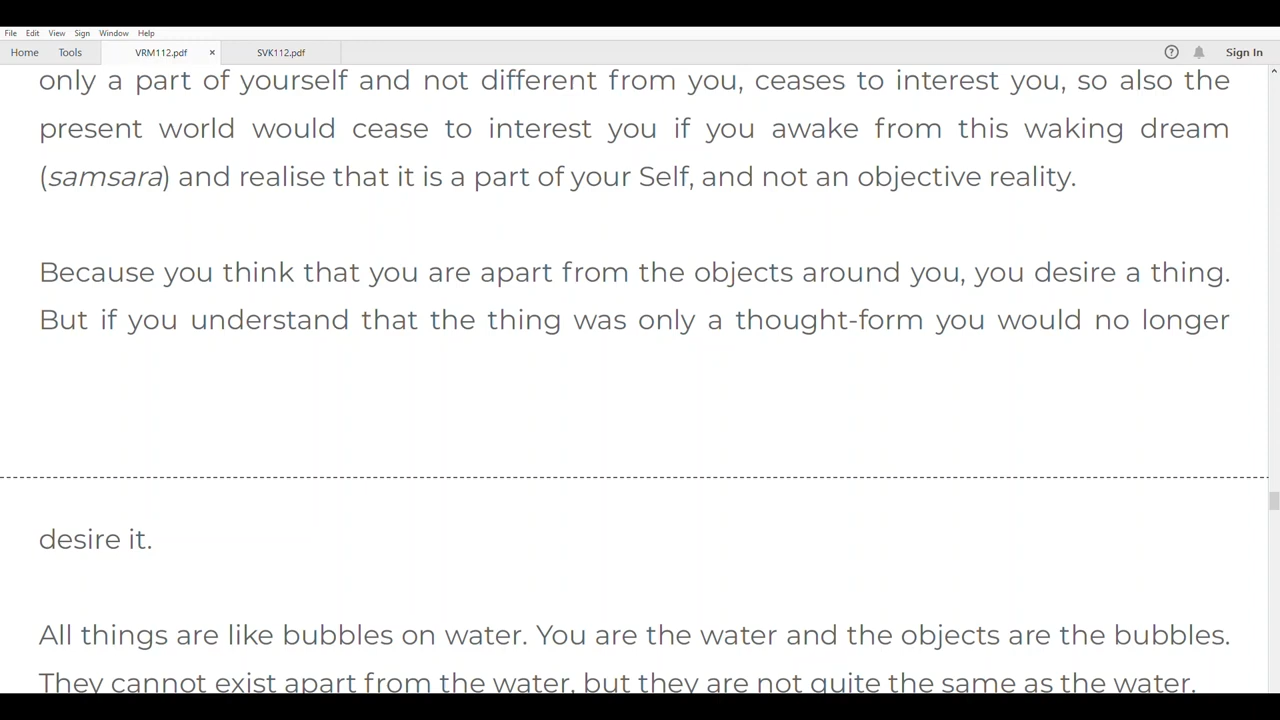 File Edit View Sign Window Help
Home Tools VRM112.pdf × SVK112.pdf ? Sign In
only a part of yourself and not different from you, ceases to interest you, so also the
present world would cease to interest you if you awake from this waking dream
(samsara) and realise that it is a part of your Self, and not an objective reality.
Because you think that you are apart from the objects around you, you desire a thing.
But if you understand that the thing was only a thought-form you would no longer
desire it.
All things are like bubbles on water. You are the water and the objects are the bubbles.
They cannot exist apart from the water, but they are not quite the same as the water.